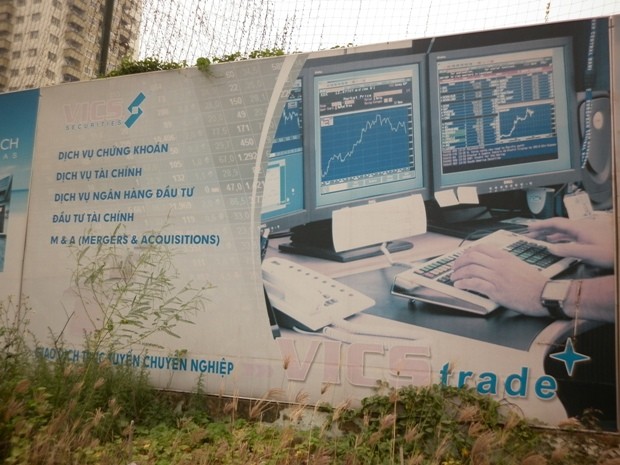 SECURITIES
DỊCH VỤ CHỨNG KHOÁN
DỊCH VỤ TÀI CHÍNH
DỊCH VỤ NGÂN HÀNG ĐẦU TƯ
ĐẦU TƯ TÀI CHÍNH
M & A (MERGERS & ACQUISITIONS)
GIAO DỊCH TRỰC TUYẾN CHUYÊN NGHIỆP
VICS
trade